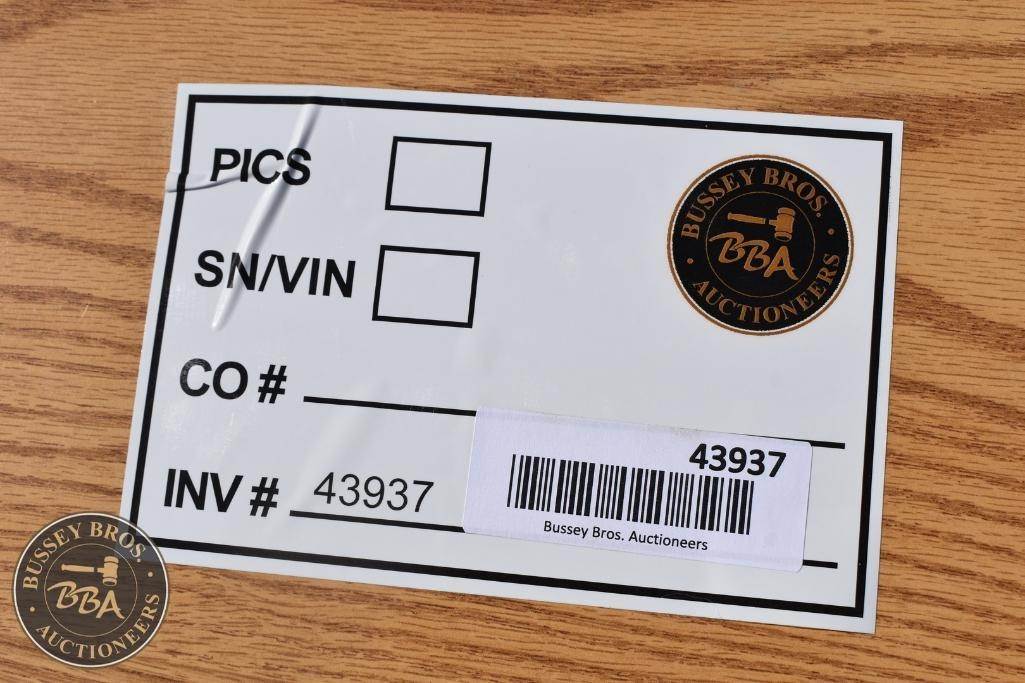 PICS
BUSSEY BROS.
BBA
AUCTIONEERS
SN/VIN
CO #
INV # 43937
43937
Bussey Bros. Auctioneers
BUSSEY BROS.
BBA
AUCTIONEERS